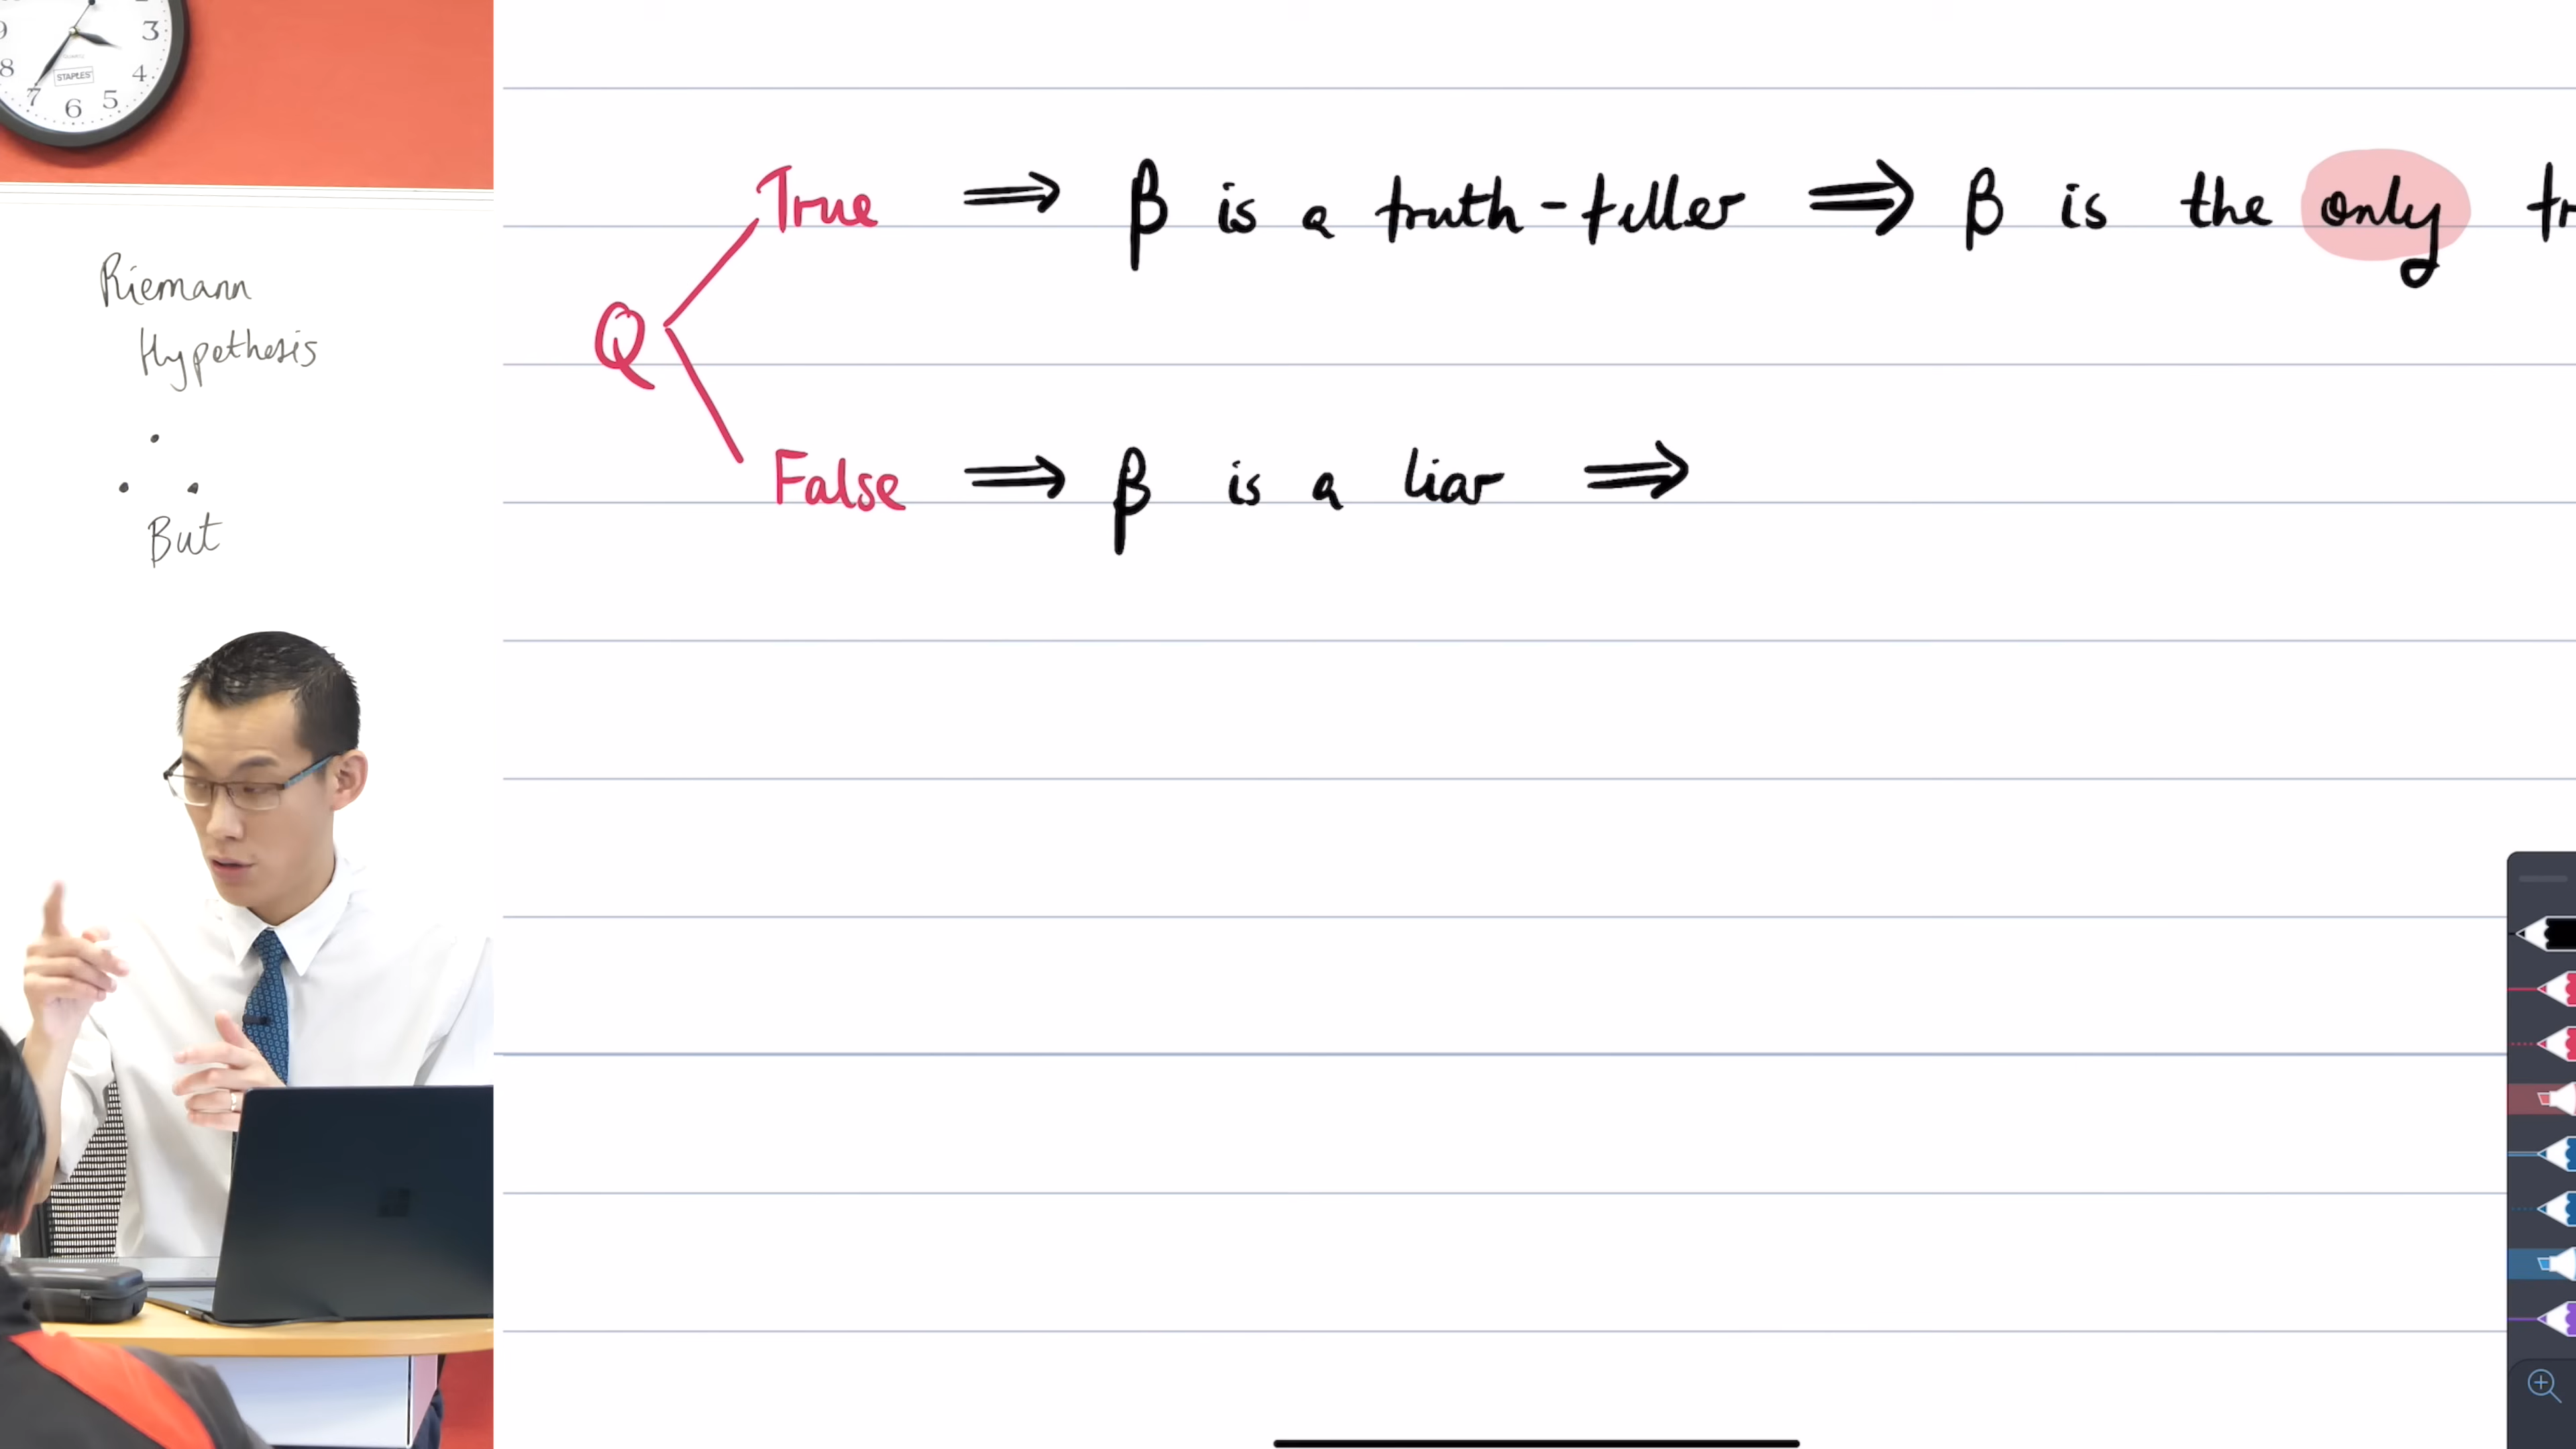 9 3
8 4
7 6 5
STAPLES
Riemann
Hypothesis
But
True ⟹ β is a truth-teller ⟹ β is the only tr
Q
False ⟹ β is a liar ⟹